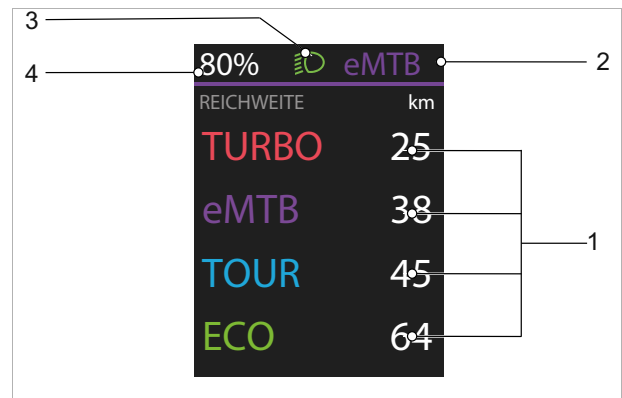 3
4 80% eMTB 2
REICHWEITE km
TURBO 25
eMTB 38
1
TOUR 45
ECO 64